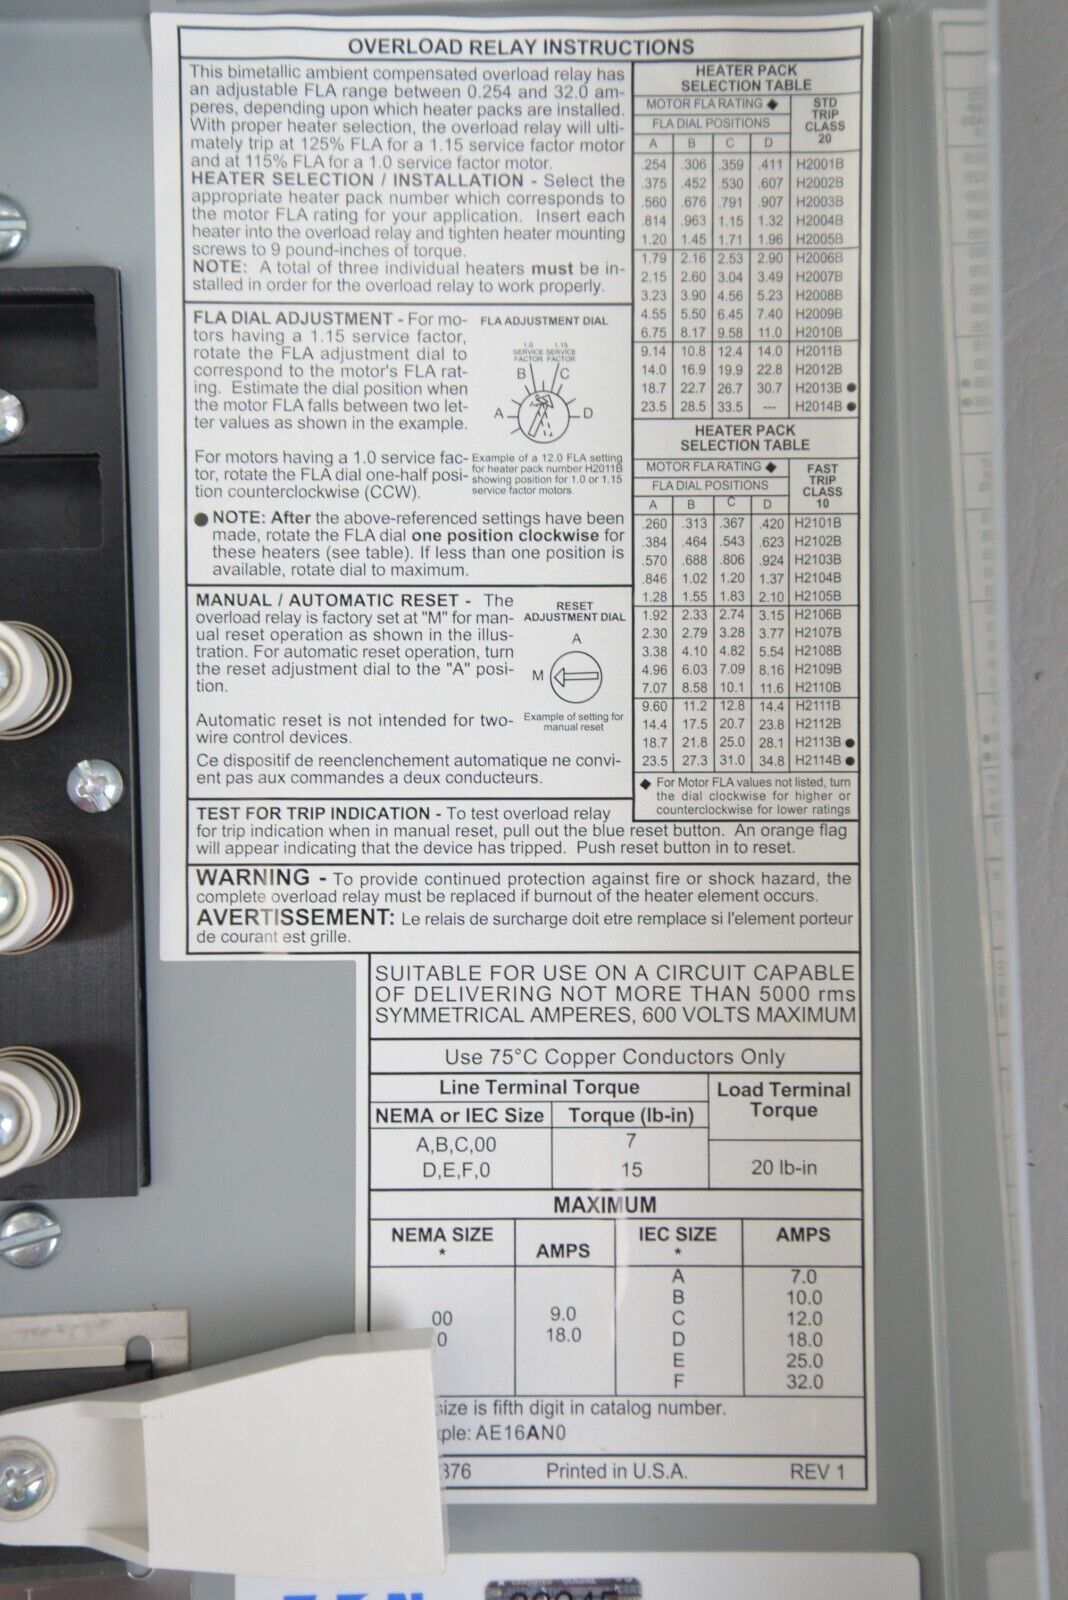 OVERLOAD RELAY INSTRUCTIONS
This bimetallic ambient compensated overload relay has
an adjustable FLA range between 0.254 and 32.0 am-
peres, depending upon which heater packs are installed.
With proper heater selection, the overload relay will ulti-
mately trip at 125% FLA for a 1.15 service factor motor
and at 115% FLA for a 1.0 service factor motor.
HEATER SELECTION / INSTALLATION - Select the
appropriate heater pack number which corresponds to
the motor FLA rating for your application. Insert each
heater into the overload relay and tighten heater mounting
screws to 9 pound-inches of torque.
NOTE: A total of three individual heaters must be in-
stalled in order for the overload relay to work properly.
FLA DIAL ADJUSTMENT - For mo-
tors having a 1.15 service factor,
rotate the FLA adjustment dial to
correspond to the motor's FLA rat-
ing. Estimate the dial position when
the motor FLA falls between two let-
ter values as shown in the example.
For motors having a 1.0 service fac-
tor, rotate the FLA dial one-half posi-
tion counterclockwise (CCW).
FLA ADJUSTMENT DIAL
1.0 1.15
SERVICE SERVICE
FACTOR FACTOR
B C
A D
Example of a 12.0 FLA setting
for heater pack number H2011B
showing position for 1.0 or 1.15
service factor motors.
● NOTE: After the above-referenced settings have been
made, rotate the FLA dial one position clockwise for
these heaters (see table). If less than one position is
available, rotate dial to maximum.
MANUAL / AUTOMATIC RESET - The
overload relay is factory set at "M" for man-
ual reset operation as shown in the illus-
tration. For automatic reset operation, turn
the reset adjustment dial to the "A" posi-
tion.
Automatic reset is not intended for two-
wire control devices.
RESET
ADJUSTMENT DIAL
A
M
Example of setting for
manual reset
Ce dispositif de reenclenchement automatique ne convi-
ent pas aux commandes a deux conducteurs.
HEATER PACK
SELECTION TABLE
MOTOR FLA RATING ◆ STD
TRIP
CLASS
20
FLA DIAL POSITIONS
A B C D
.254 .306 .359 .411 H2001B
.375 .452 .530 .607 H2002B
.560 .676 .791 .907 H2003B
.814 .963 1.15 1.32 H2004B
1.20 1.45 1.71 1.96 H2005B
1.79 2.16 2.53 2.90 H2006B
2.15 2.60 3.04 3.49 H2007B
3.23 3.90 4.56 5.23 H2008B
4.55 5.50 6.45 7.40 H2009B
6.75 8.17 9.58 11.0 H2010B
9.14 10.8 12.4 14.0 H2011B
14.0 16.9 19.9 22.8 H2012B
18.7 22.7 26.7 30.7 H2013B ●
23.5 28.5 33.5 --- H2014B ●
HEATER PACK
SELECTION TABLE
MOTOR FLA RATING ◆ FAST
TRIP
CLASS
10
FLA DIAL POSITIONS
A B C D
.260 .313 .367 .420 H2101B
.384 .464 .543 .623 H2102B
.570 .688 .806 .924 H2103B
.846 1.02 1.20 1.37 H2104B
1.28 1.55 1.83 2.10 H2105B
1.92 2.33 2.74 3.15 H2106B
2.30 2.79 3.28 3.77 H2107B
3.38 4.10 4.82 5.54 H2108B
4.96 6.03 7.09 8.16 H2109B
7.07 8.58 10.1 11.6 H2110B
9.60 11.2 12.8 14.4 H2111B
14.4 17.5 20.7 23.8 H2112B
18.7 21.8 25.0 28.1 H2113B ●
23.5 27.3 31.0 34.8 H2114B ●
◆ For Motor FLA values not listed, turn
the dial clockwise for higher or
counterclockwise for lower ratings
TEST FOR TRIP INDICATION - To test overload relay
for trip indication when in manual reset, pull out the blue reset button. An orange flag
will appear indicating that the device has tripped. Push reset button in to reset.
WARNING - To provide continued protection against fire or shock hazard, the
complete overload relay must be replaced if burnout of the heater element occurs.
AVERTISSEMENT: Le relais de surcharge doit etre remplace si l'element porteur
de courant est grille.
SUITABLE FOR USE ON A CIRCUIT CAPABLE
OF DELIVERING NOT MORE THAN 5000 rms
SYMMETRICAL AMPERES, 600 VOLTS MAXIMUM
Use 75°C Copper Conductors Only
Line Terminal Torque Load Terminal
Torque
NEMA or IEC Size Torque (lb-in)
A,B,C,00 7
D,E,F,0 15 20 lb-in
MAXIMUM
NEMA SIZE * AMPS IEC SIZE * AMPS
A 7.0
B 10.0
00 9.0 C 12.0
0 18.0 D 18.0
E 25.0
F 32.0
size is fifth digit in catalog number.
ple: AE16AN0
376 Printed in U.S.A. REV 1